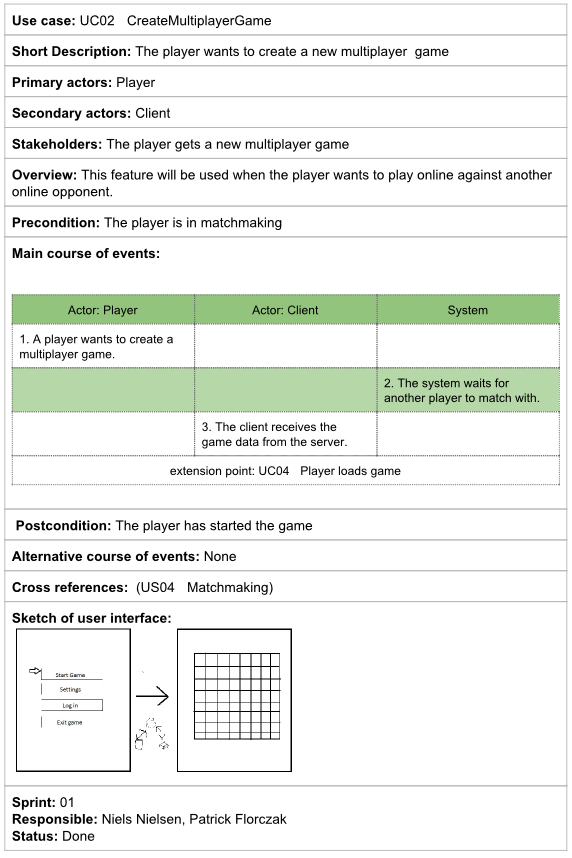 Use case: UC02   CreateMultiplayerGame
Short Description: The player wants to create a new multiplayer  game
Primary actors: Player
Secondary actors: Client
Stakeholders: The player gets a new multiplayer game
Overview: This feature will be used when the player wants to play online against another
online opponent.
Precondition: The player is in matchmaking
Main course of events:
Actor: Player
Actor: Client
System
1. A player wants to create a
multiplayer game.
2. The system waits for
another player to match with.
3. The client receives the
game data from the server.
extension point: UC04   Player loads game
Postcondition: The player has started the game
Alternative course of events: None
Cross references:  (US04   Matchmaking)
Sketch of user interface:
Start Game
Settings
Log in
Exit game
Sprint: 01
Responsible: Niels Nielsen, Patrick Florczak
Status: Done